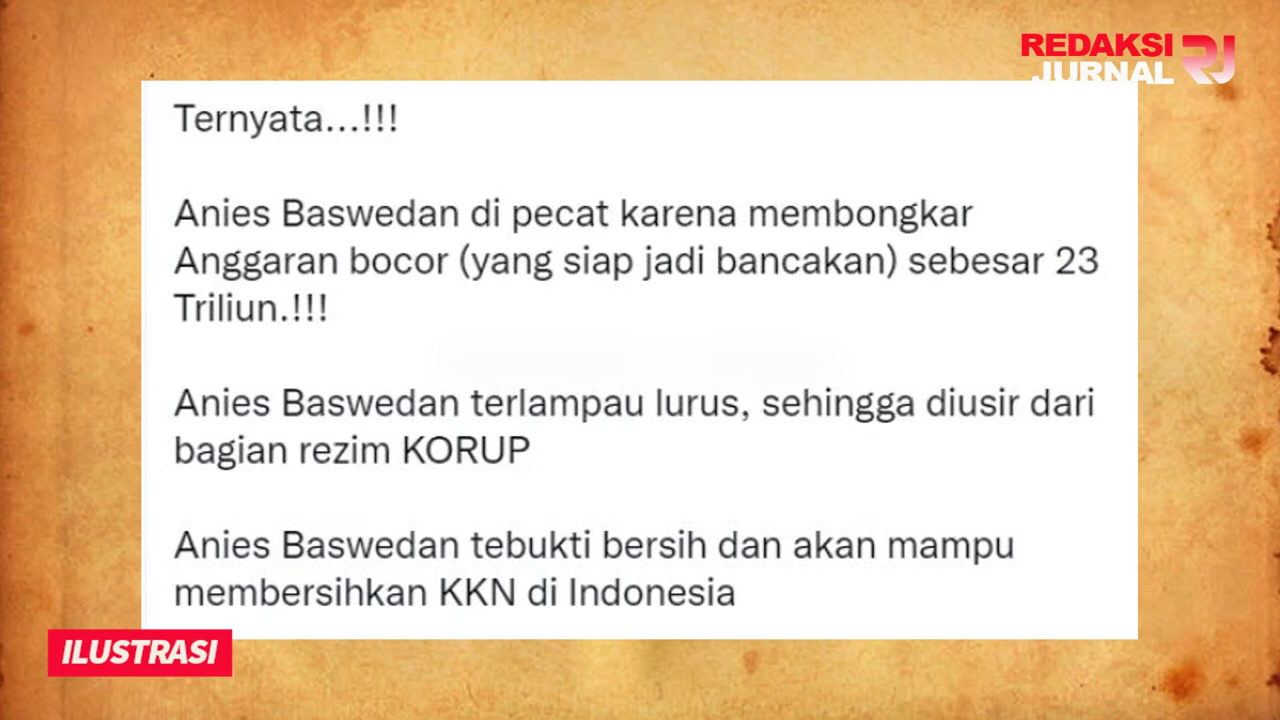 REDAKSI
JURNAL RJ
Ternyata...!!!
Anies Baswedan di pecat karena membongkar
Anggaran bocor (yang siap jadi bancakan) sebesar 23
Triliun.!!!
Anies Baswedan terlampau lurus, sehingga diusir dari
bagian rezim KORUP
Anies Baswedan tebukti bersih dan akan mampu
membersihkan KKN di Indonesia
ILUSTRASI